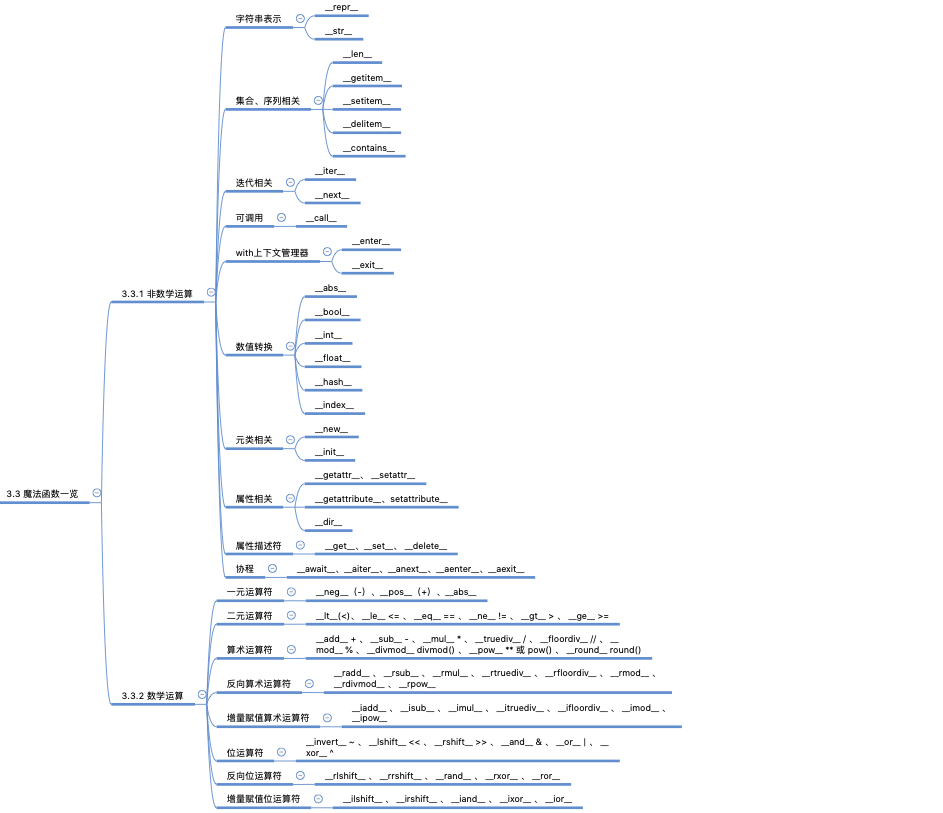 3.3 魔法函数一览
3.3.1 非数学运算
字符串表示
__repr__
__str__
集合、序列相关
__len__
__getitem__
__setitem__
__delitem__
__contains__
迭代相关
__iter__
__next__
可调用
__call__
with上下文管理器
__enter__
__exit__
数值转换
__abs__
__bool__
__int__
__float__
__hash__
__index__
元类相关
__new__
__init__
属性相关
__getattr__、 __setattr__
__getattribute__、setattribute__
__dir__
属性描述符
__get__、__set__、 __delete__
协程
__await__、__aiter__、__anext__、__aenter__、__aexit__
3.3.2 数学运算
一元运算符
__neg__（-）、__pos__（+）、__abs__
二元运算符
__lt__(<)、 __le__ <= 、 __eq__ == 、 __ne__ != 、 __gt__ > 、 __ge__ >=
算术运算符
__add__ + 、 __sub__ - 、 __mul__ * 、 __truediv__ / 、 __floordiv__ // 、 __
mod__ % 、 __divmod__ divmod() 、 __pow__ ** 或 pow() 、 __round__ round()
反向算术运算符
__radd__ 、 __rsub__ 、 __rmul__ 、 __rtruediv__ 、 __rfloordiv__ 、 __rmod__ 、
__rdivmod__ 、 __rpow__
增量赋值算术运算符
__iadd__ 、 __isub__ 、 __imul__ 、 __itruediv__ 、 __ifloordiv__ 、 __imod__ 、
__ipow__
位运算符
__invert__ ~ 、 __lshift__ << 、 __rshift__ >> 、 __and__ & 、 __or__ | 、 __
xor__ ^
反向位运算符
__rlshift__ 、 __rrshift__ 、 __rand__ 、 __rxor__ 、 __ror__
增量赋值位运算符
__ilshift__ 、 __irshift__ 、 __iand__ 、 __ixor__ 、 __ior__